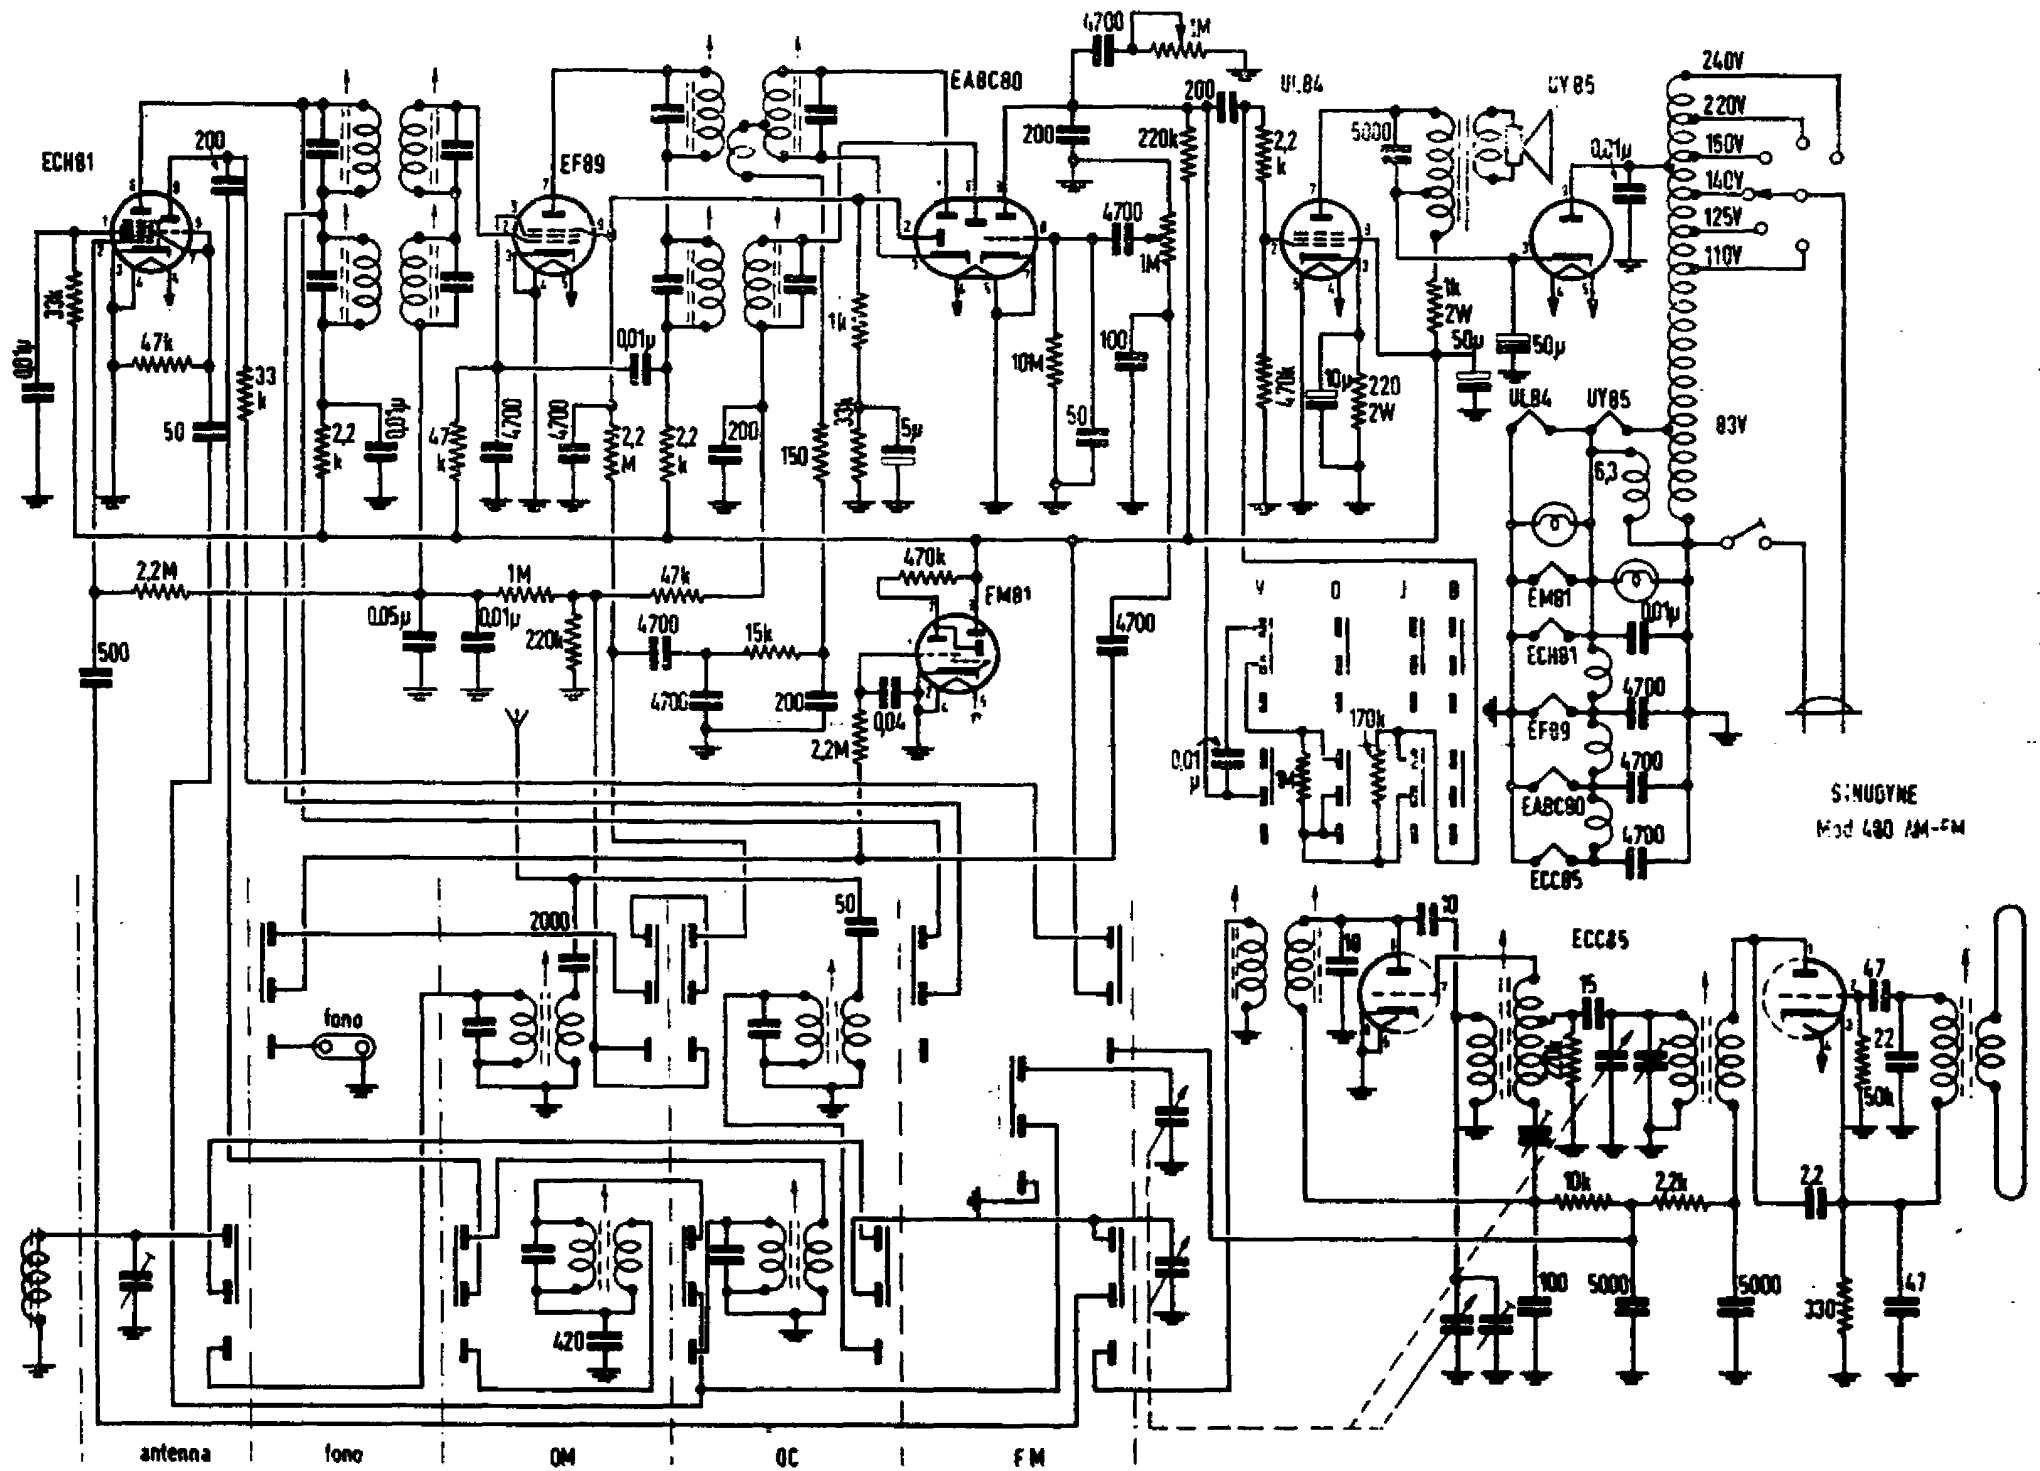 4700
1M
ECH81
200
EF89
EABC80
200
220k
200
2,2
k
UL84
5000
UY85
0,01µ
240V
220V
150V
140V
125V
110V
33k
47k
0,01µ
50
33
k
2,2
k
0,01µ
47
k
4700
4700
0,01µ
2,2
M
2,2
k
200
150
1k
33k
5µ
4700
1M
10M
50
100
470k
10µ
220
2W
1k
2W
50µ
50µ
UL84
UY85
83V
6,3
2,2M
500
0,05µ
1M
0,01µ
220k
47k
4700
15k
4700
200
470k
EM81
0,04
2,2M
4700
V
O
J
B
0,01
µ
170k
EM81
0,01µ
ECH81
4700
EF89
4700
EABC80
4700
ECC85
Mod 480 AM-FM
2000
50
fono
420
10
ECC85
15
47
22
50k
10k
2,2k
2,2
100
5000
5000
330
47
antenna
fono
OM
OC
FM